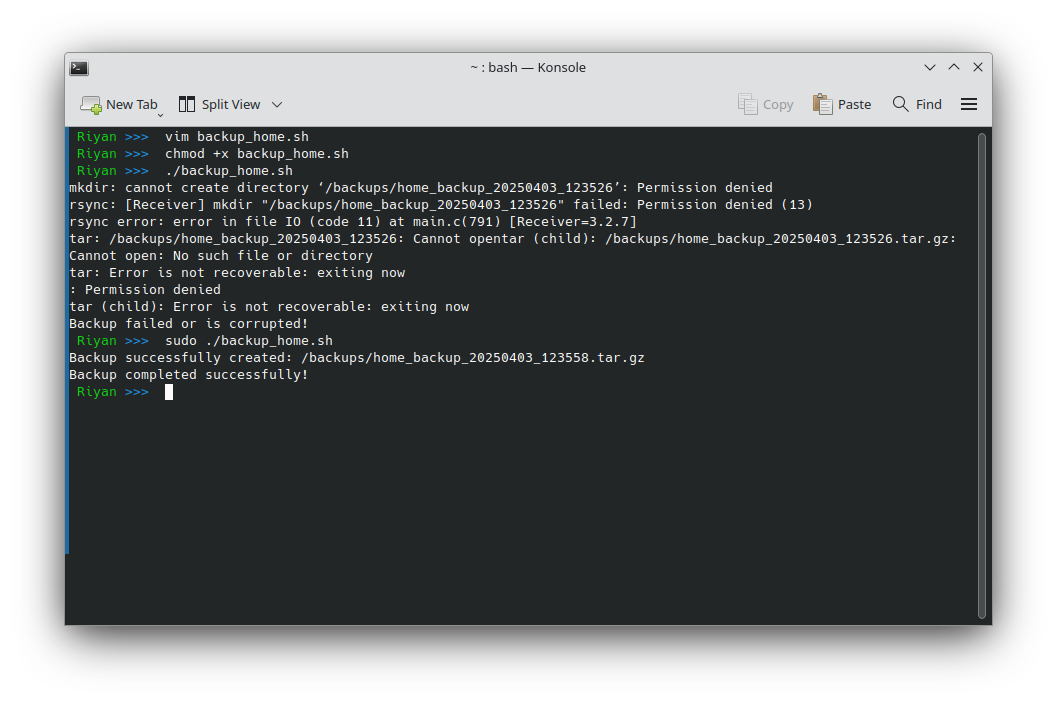 ~ : bash — Konsole
New Tab Split View Copy Paste Find
Riyan >>> vim backup_home.sh
Riyan >>> chmod +x backup_home.sh
Riyan >>> ./backup_home.sh
mkdir: cannot create directory ‘/backups/home_backup_20250403_123526’: Permission denied
rsync: [Receiver] mkdir "/backups/home_backup_20250403_123526" failed: Permission denied (13)
rsync error: error in file IO (code 11) at main.c(791) [Receiver=3.2.7]
tar: /backups/home_backup_20250403_123526: Cannot opentar (child): /backups/home_backup_20250403_123526.tar.gz:
Cannot open: No such file or directory
tar: Error is not recoverable: exiting now
: Permission denied
tar (child): Error is not recoverable: exiting now
Backup failed or is corrupted!
Riyan >>> sudo ./backup_home.sh
Backup successfully created: /backups/home_backup_20250403_123558.tar.gz
Backup completed successfully!
Riyan >>>